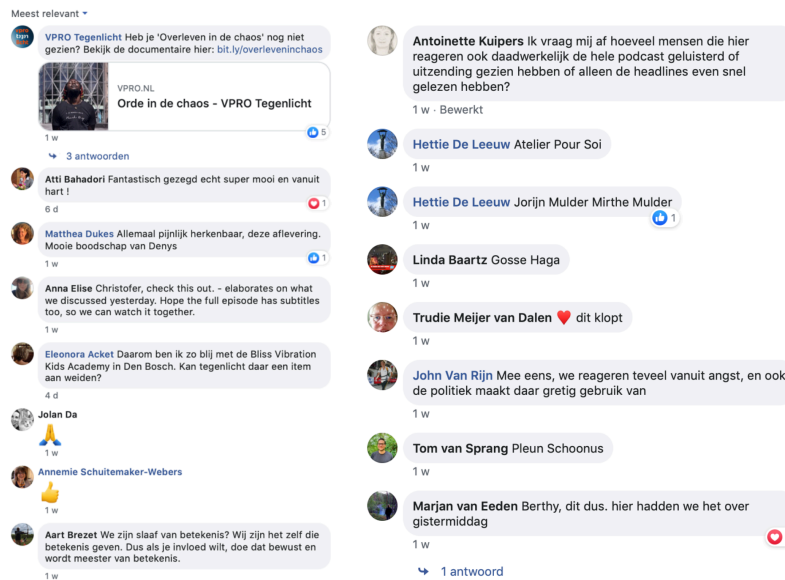 Meest relevant
VPRO Tegenlicht Heb je 'Overleven in de chaos' nog niet
gezien? Bekijk de documentaire hier: bit.ly/overleveninchaos
VPRO.NL
Orde in de chaos - VPRO Tegenlicht
5
1 w
3 antwoorden
Atti Bahadori Fantastisch gezegd echt super mooi en vanuit
hart !
1
6 d
Matthea Dukes Allemaal pijnlijk herkenbaar, deze aflevering.
Mooie boodschap van Denys
1
1 w
Anna Elise Christofer, check this out. - elaborates on what
we discussed yesterday. Hope the full episode has subtitles
too, so we can watch it together.
1 w
Eleonora Acket Daarom ben ik zo blij met de Bliss Vibration
Kids Academy in Den Bosch. Kan tegenlicht daar een item
aan weiden?
4 d
Jolan Da
1 w
Annemie Schuitemaker-Webers
1 w
Aart Brezet We zijn slaaf van betekenis? Wij zijn het zelf die
betekenis geven. Dus als je invloed wilt, doe dat bewust en
wordt meester van betekenis.
1 w
Antoinette Kuipers Ik vraag mij af hoeveel mensen die hier
reageren ook daadwerkelijk de hele podcast geluisterd of
uitzending gezien hebben of alleen de headlines even snel
gelezen hebben?
1 w · Bewerkt
Hettie De Leeuw Atelier Pour Soi
1 w
Hettie De Leeuw Jorijn Mulder Mirthe Mulder
1
1 w
Linda Baartz Gosse Haga
1 w
Trudie Meijer van Dalen ❤️ dit klopt
1 w
John Van Rijn Mee eens, we reageren teveel vanuit angst, en ook
de politiek maakt daar gretig gebruik van
1 w
Tom van Sprang Pleun Schoonus
1 w
Marjan van Eeden Berthy, dit dus. hier hadden we het over
gistermiddag
1 w
1 antwoord